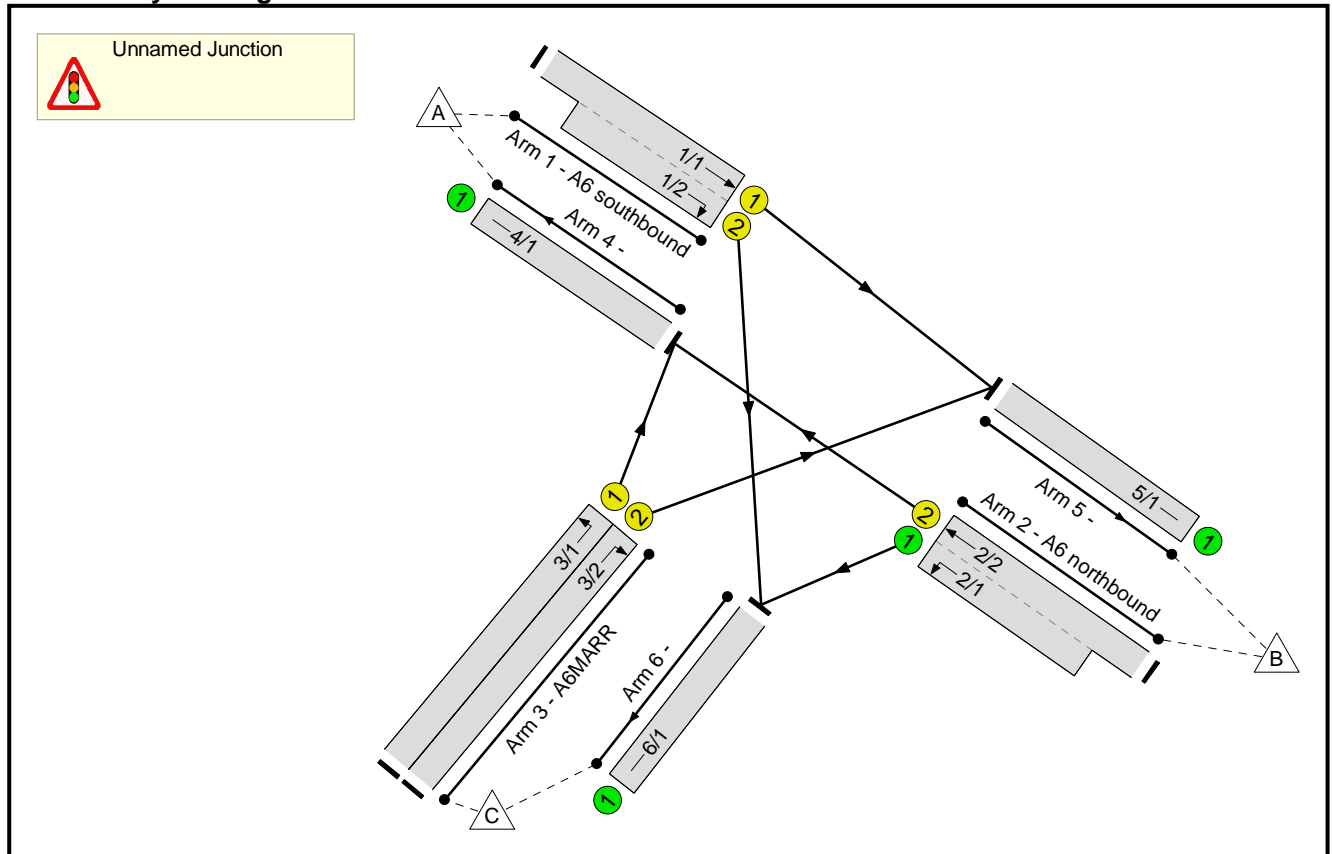 Unnamed Junction
A
1/1
1/2
1
2
Arm 1 - A6 southbound
1
Arm 4 -
4/1
5/1
1
Arm 5 -
Arm 2 - A6 northbound
2
1
2/2
2/1
B
1
2
3/1
3/2
Arm 3 - A6MARR
Arm 6 -
6/1
1
C